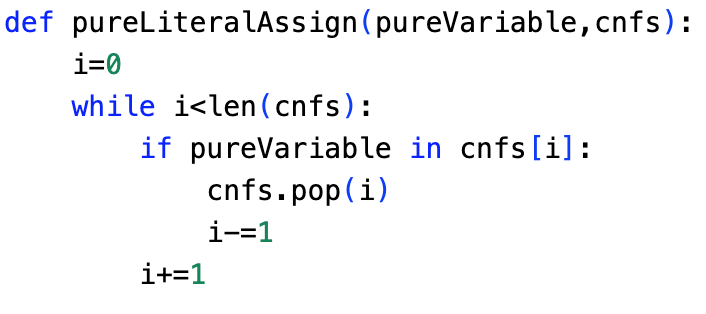 def pureLiteralAssign(pureVariable,cnfs):
    i=0
    while i<len(cnfs):
        if pureVariable in cnfs[i]:
            cnfs.pop(i)
            i-=1
        i+=1